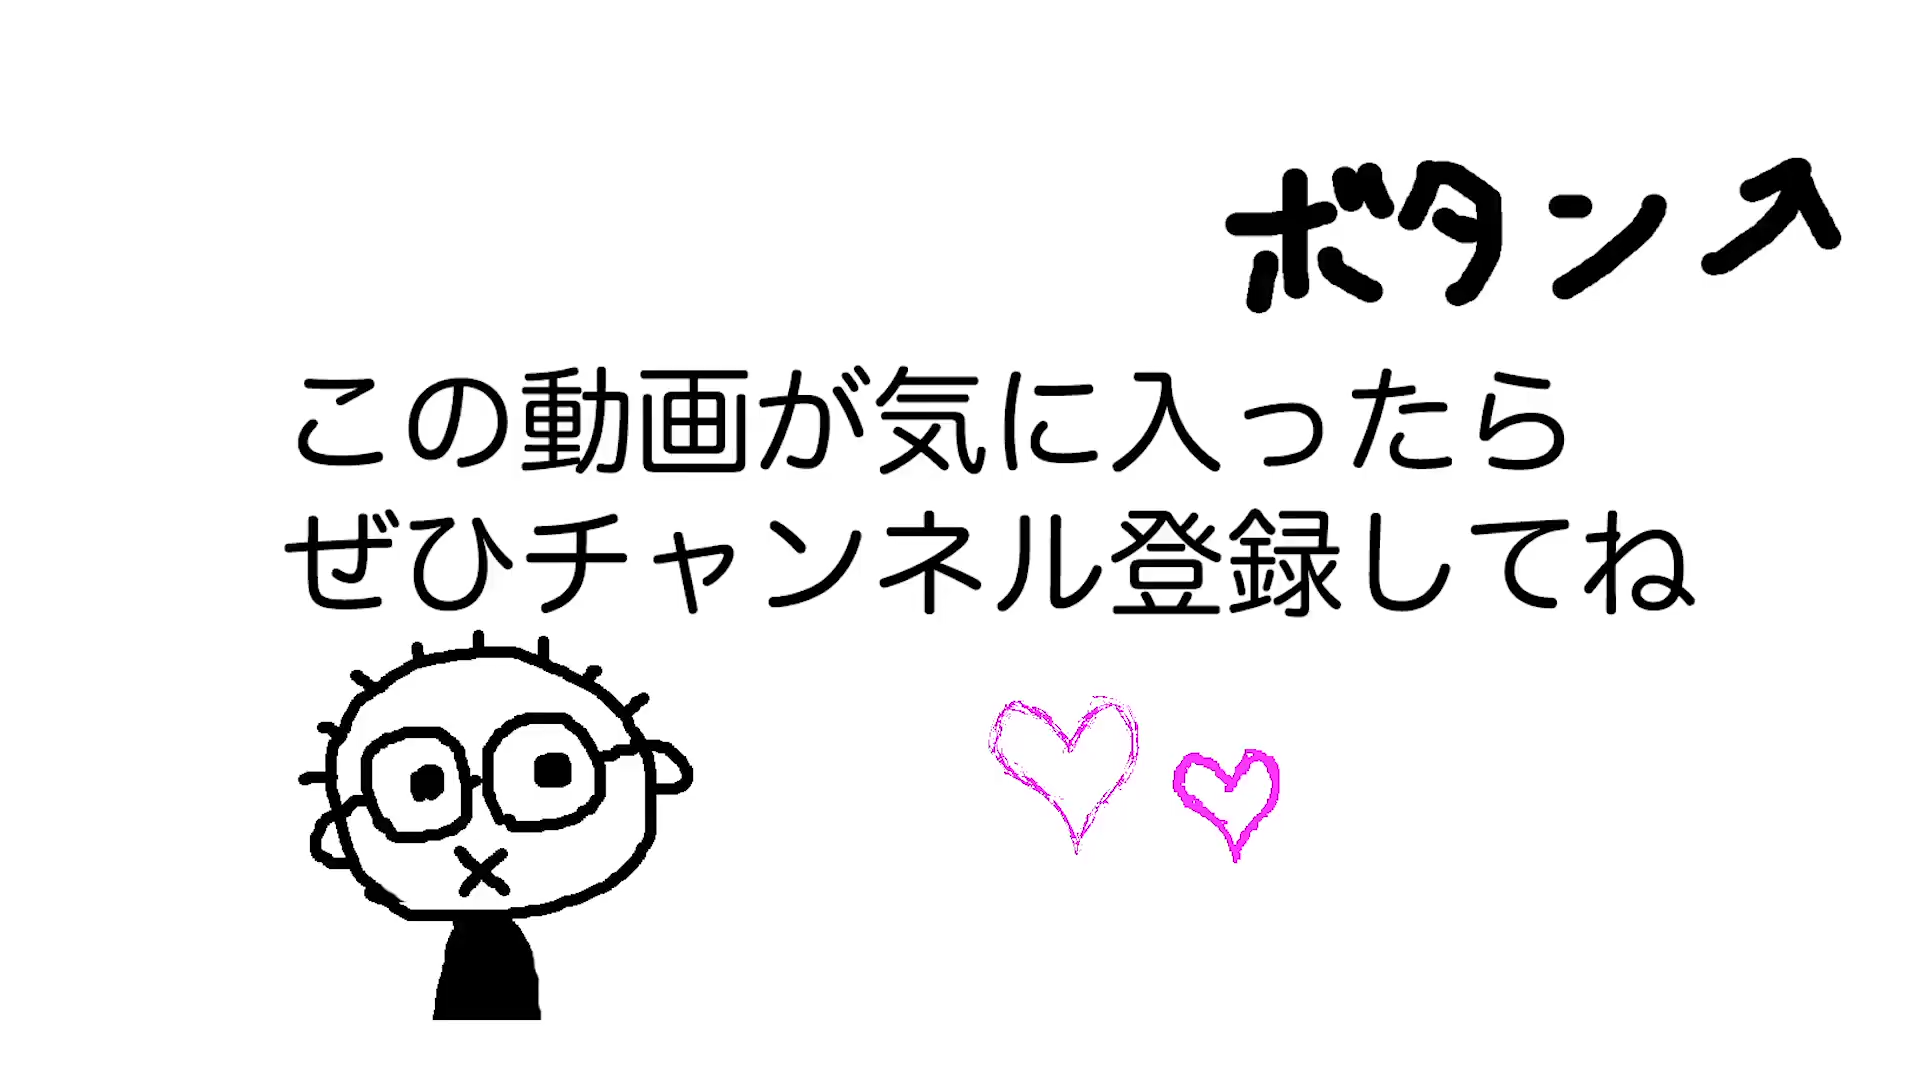 ボタン↗
この動画が気に入ったら
ぜひチャンネル登録してね